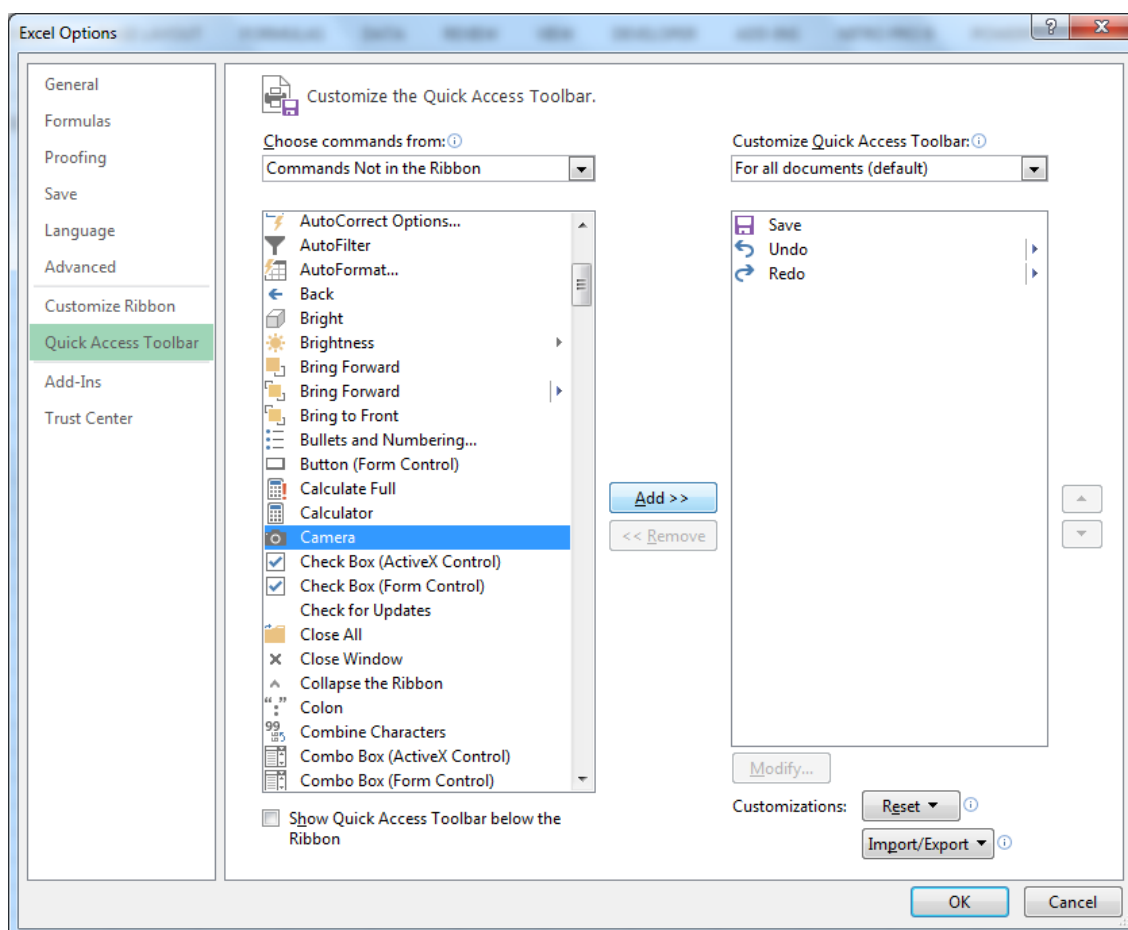 Excel Options
General
Formulas
Proofing
Save
Language
Advanced
Customize Ribbon
Quick Access Toolbar
Add-Ins
Trust Center
Customize the Quick Access Toolbar.
Choose commands from:
Commands Not in the Ribbon
AutoCorrect Options...
AutoFilter
AutoFormat...
Back
Bright
Brightness
Bring Forward
Bring Forward
Bring to Front
Bullets and Numbering...
Button (Form Control)
Calculate Full
Calculator
Camera
Check Box (ActiveX Control)
Check Box (Form Control)
Check for Updates
Close All
Close Window
Collapse the Ribbon
Colon
Combine Characters
Combo Box (ActiveX Control)
Combo Box (Form Control)
Show Quick Access Toolbar below the
Ribbon
Add >>
<< Remove
Customize Quick Access Toolbar:
For all documents (default)
Save
Undo
Redo
Modify...
Customizations:
Reset
Import/Export
OK
Cancel